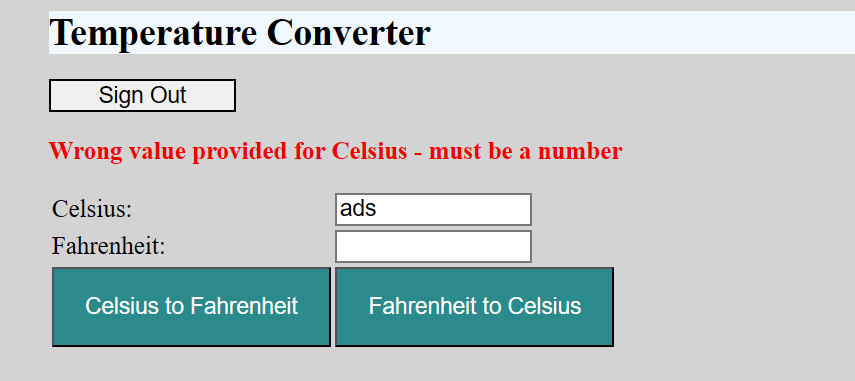 Temperature Converter
Sign Out
Wrong value provided for Celsius - must be a number
Celsius: ads
Fahrenheit:
Celsius to Fahrenheit Fahrenheit to Celsius